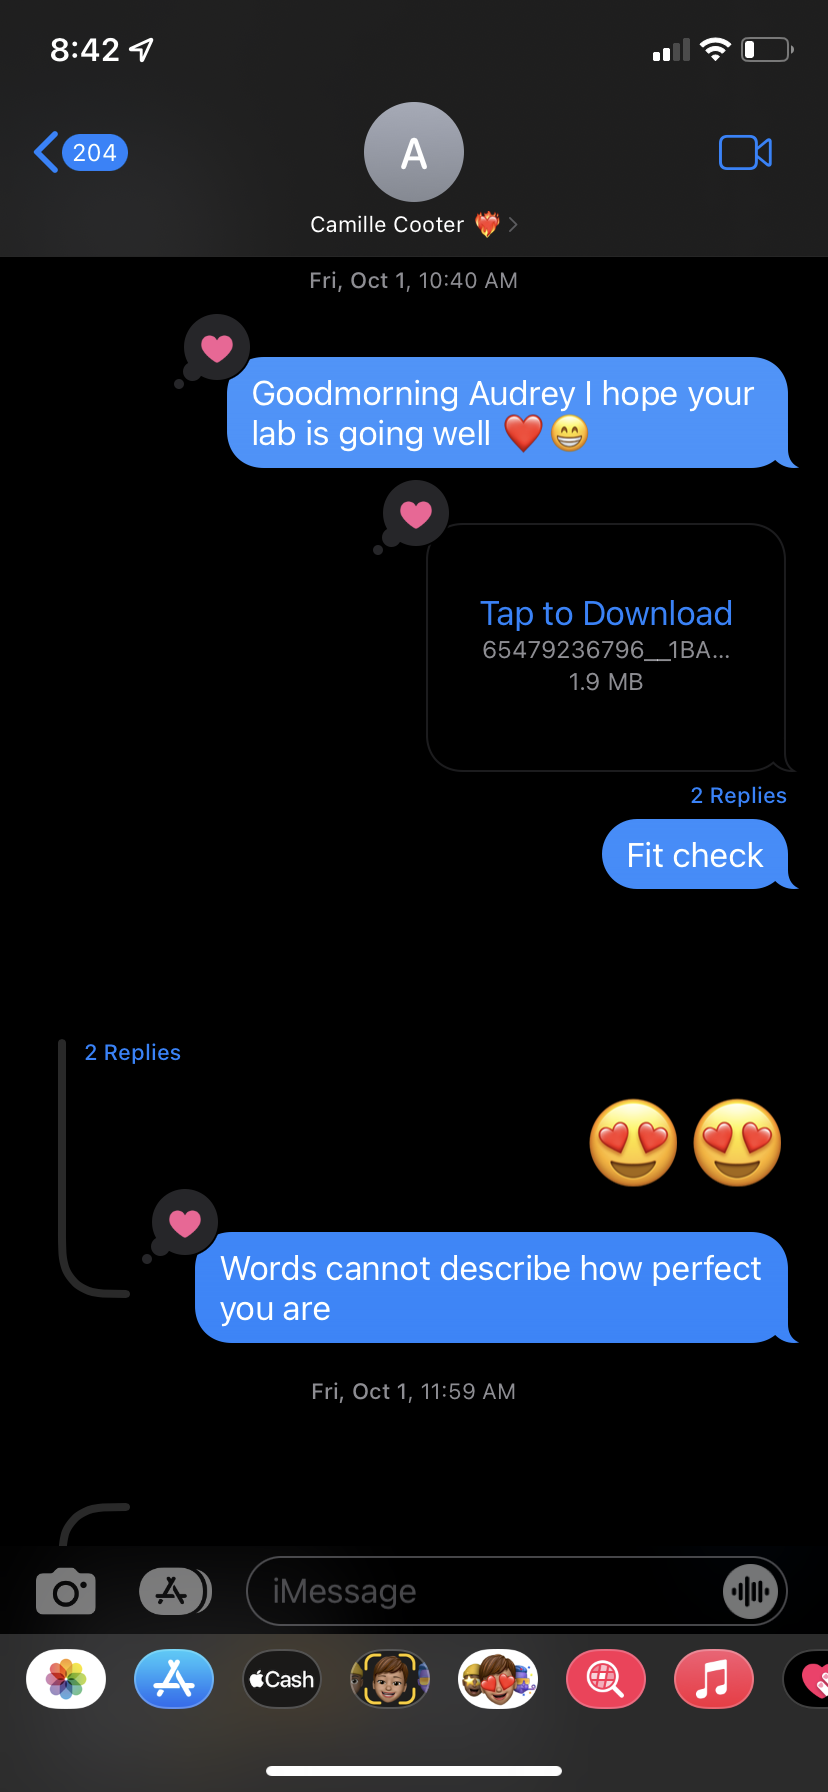 8:42
204
A
Camille Cooter ❤️‍🔥
Fri, Oct 1, 10:40 AM
Goodmorning Audrey I hope your
lab is going well ❤️😁
Tap to Download
65479236796__1BA...
1.9 MB
2 Replies
Fit check
2 Replies
😍😍
Words cannot describe how perfect
you are
Fri, Oct 1, 11:59 AM
iMessage
Cash